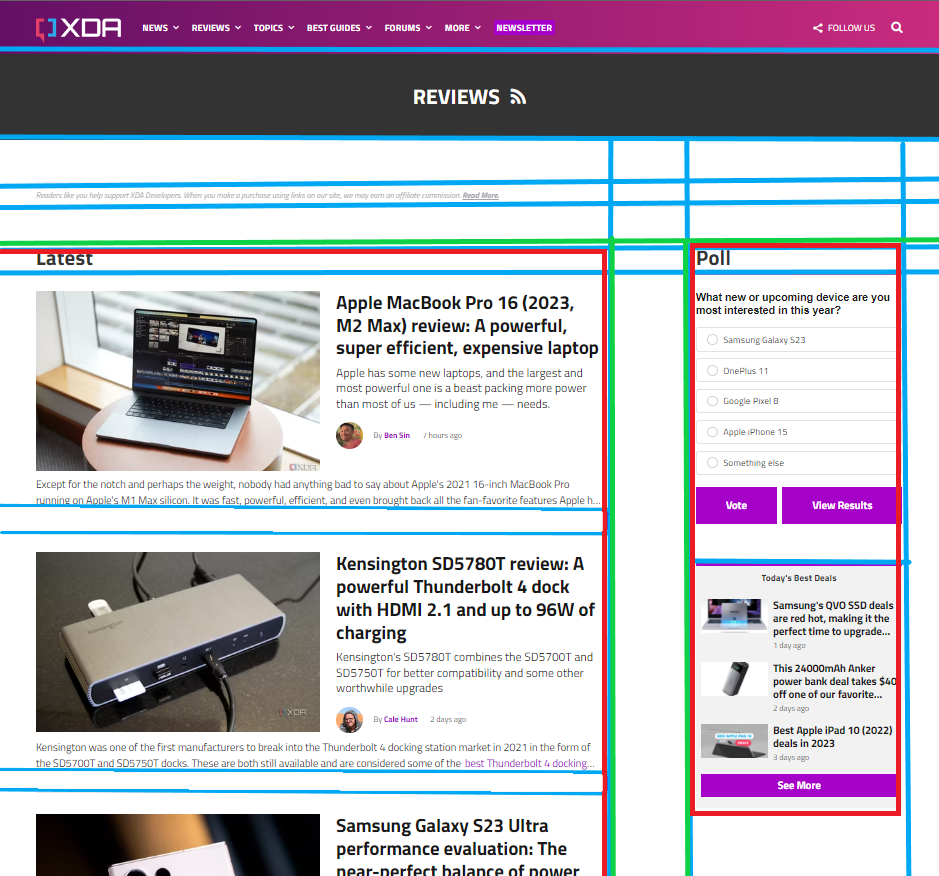 XDA NEWS REVIEWS TOPICS BEST GUIDES FORUMS MORE NEWSLETTER FOLLOW US
REVIEWS
Readers like you help support XDA Developers. When you make a purchase using links on our site, we may earn an affiliate commission. Read More.
Latest
Apple MacBook Pro 16 (2023,
M2 Max) review: A powerful,
super efficient, expensive laptop
Apple has some new laptops, and the largest and
most powerful one is a beast packing more power
than most of us — including me — needs.
By Ben Sin 7 hours ago
XDA
Except for the notch and perhaps the weight, nobody had anything bad to say about Apple's 2021 16-inch MacBook Pro
running on Apple's M1 Max silicon. It was fast, powerful, efficient, and even brought back all the fan-favorite features Apple h...
Kensington
Kensington SD5780T review: A
powerful Thunderbolt 4 dock
with HDMI 2.1 and up to 96W of
charging
Kensington's SD5780T combines the SD5700T and
SD5750T for better compatibility and some other
worthwhile upgrades
By Cale Hunt 2 days ago
XDA
Kensington was one of the first manufacturers to break into the Thunderbolt 4 docking station market in 2021 in the form of
the SD5700T and SD5750T docks. These are both still available and are considered some of the best Thunderbolt 4 docking...
Samsung Galaxy S23 Ultra
performance evaluation: The
near-perfect balance of power
Poll
What new or upcoming device are you
most interested in this year?
Samsung Galaxy S23
OnePlus 11
Google Pixel 8
Apple iPhone 15
Something else
Vote View Results
Today's Best Deals
Samsung's QVO SSD deals
are red hot, making it the
perfect time to upgrade...
1 day ago
This 24000mAh Anker
power bank deal takes $40
off one of our favorite...
2 days ago
Best Apple iPad 10 (2022)
deals in 2023
3 days ago
See More